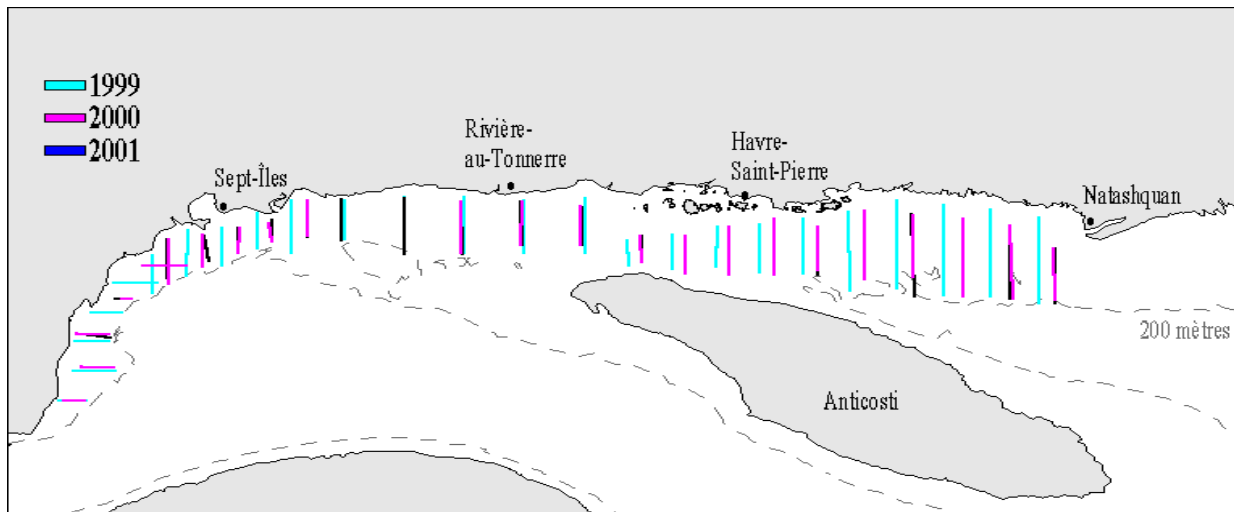 1999
2000
2001
Sept-Îles
Rivière-
au-Tonnerre
Havre-
Saint-Pierre
Natashquan
200 mètres
Anticosti